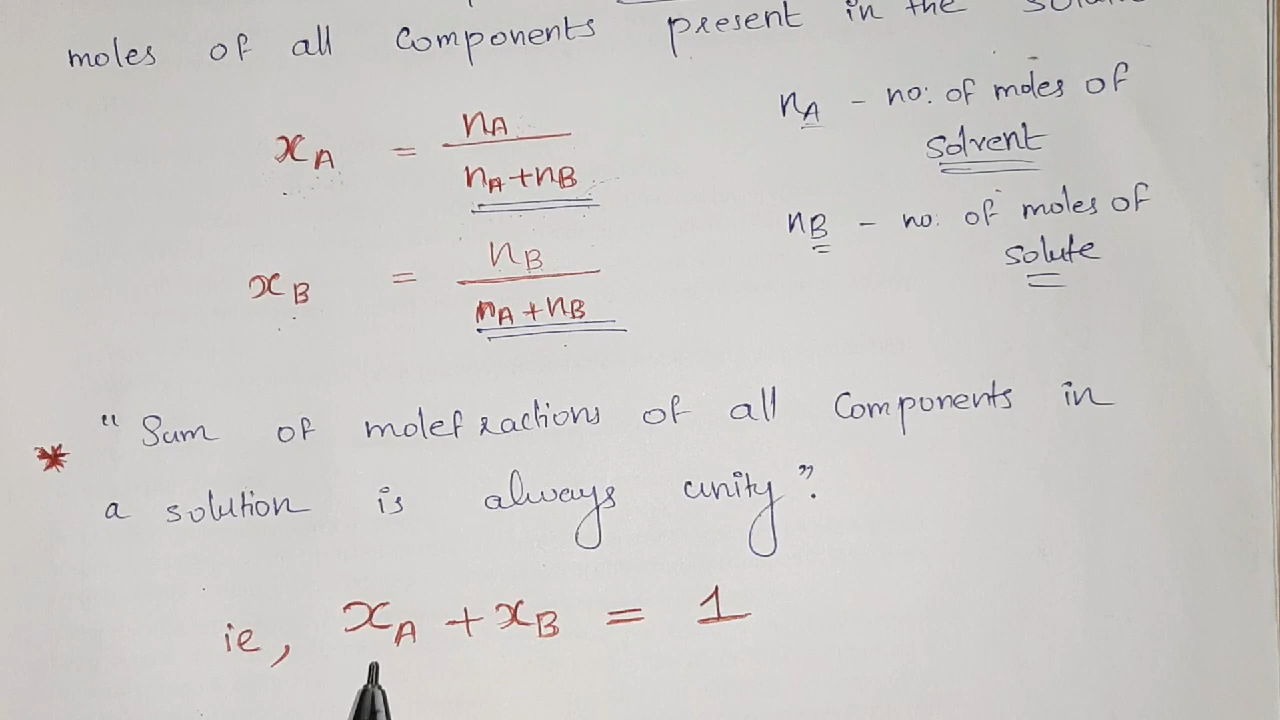 moles of all components present in the
xA = nA / nA+nB
nA - no: of moles of
solvent
xB = nB / nA+nB
nB - no: of moles of
solute
* "Sum of molefractions of all components in
a solution is always unity".
ie, xA + xB = 1